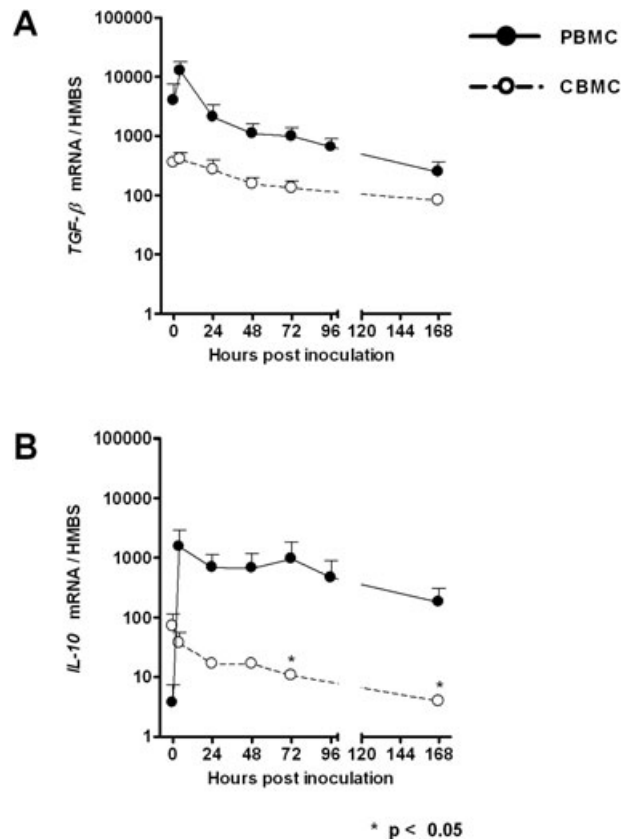 A
PBMC
CBMC
TGF-β mRNA / HMBS
100000
10000
1000
100
10
1
0 24 48 72 96 120 144 168
Hours post inoculation
B
IL-10 mRNA / HMBS
100000
10000
1000
100
10
1
* *
0 24 48 72 96 120 144 168
Hours post inoculation
* p < 0.05